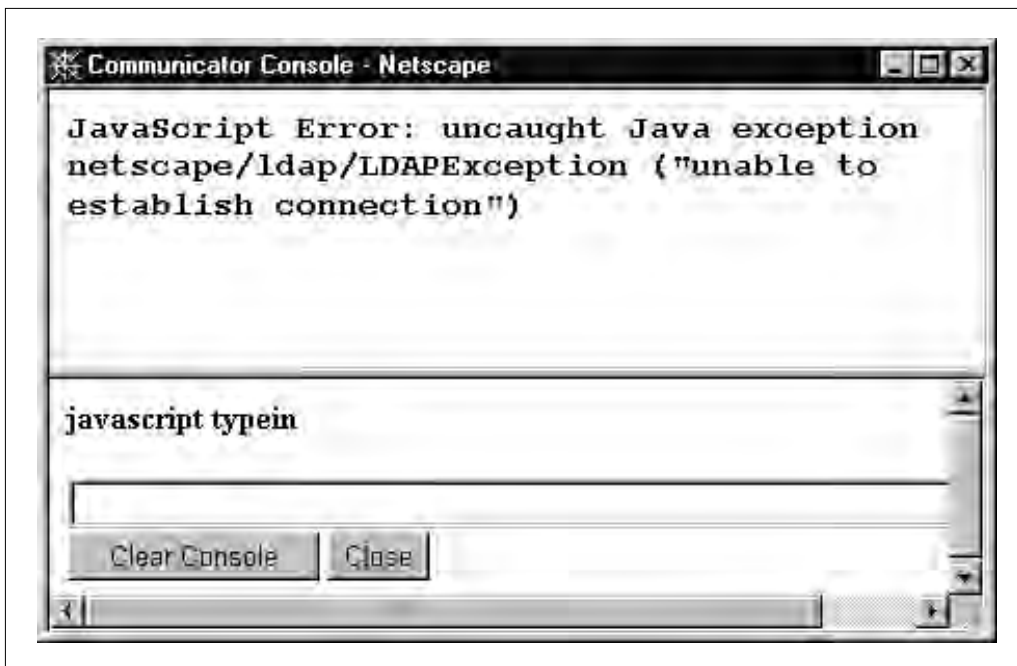 Communicator Console - Netscape
JavaScript Error: uncaught Java exception
netscape/ldap/LDAPException ("unable to
establish connection")
javascript typein
Clear Console
Close